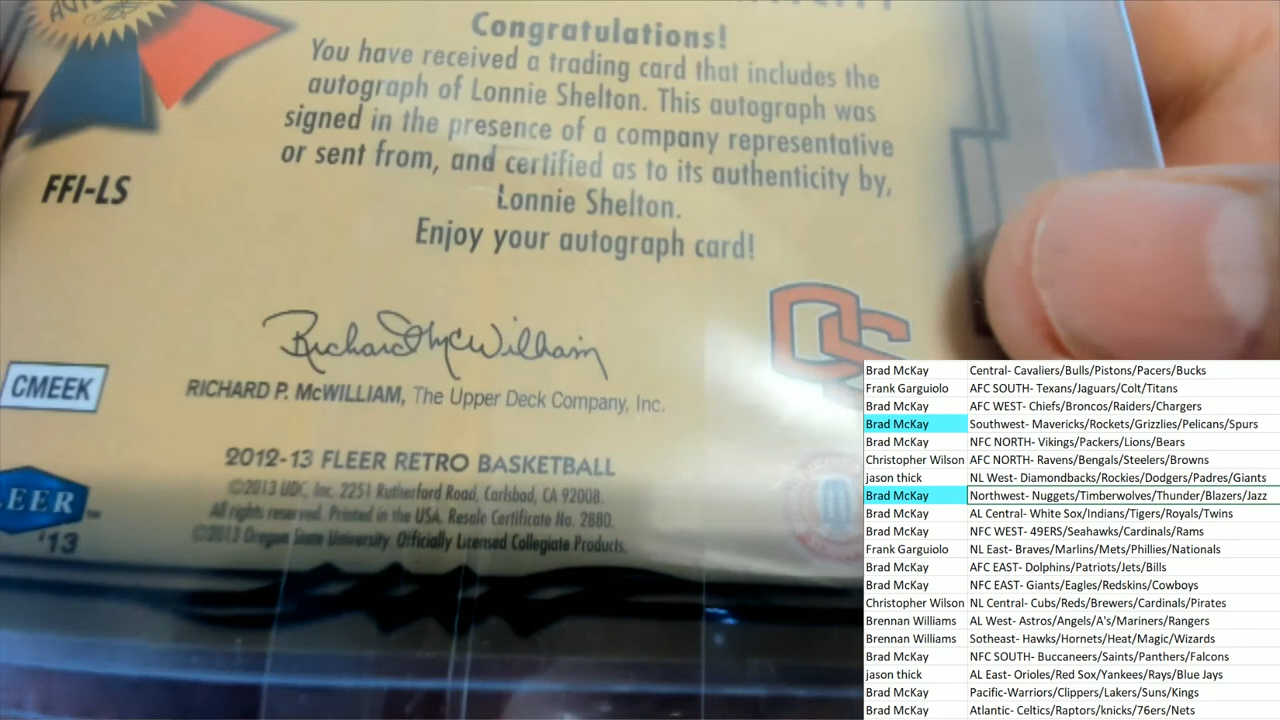 Congratulations!
You have received a trading card that includes the
autograph of Lonnie Shelton. This autograph was
signed in the presence of a company representative
or sent from, and certified as to its authenticity by,
Lonnie Shelton.
Enjoy your autograph card!
FFI-LS
OS
Richard P McWilliam
CMEEK
RICHARD P. McWILLIAM, The Upper Deck Company, Inc.
2012-13 FLEER RETRO BASKETBALL
©2013 UDC, Inc. 2251 Rutherford Road, Carlsbad, CA 92008.
All rights reserved. Printed in the USA. Resale Certificate No. 2880.
©2013 Oregon State University. Officially Licensed Collegiate Products.
EER
'13
Brad McKay Central- Cavaliers/Bulls/Pistons/Pacers/Bucks
Frank Garguiolo AFC SOUTH- Texans/Jaguars/Colt/Titans
Brad McKay AFC WEST- Chiefs/Broncos/Raiders/Chargers
Brad McKay Southwest- Mavericks/Rockets/Grizzlies/Pelicans/Spurs
Brad McKay NFC NORTH- Vikings/Packers/Lions/Bears
Christopher Wilson AFC NORTH- Ravens/Bengals/Steelers/Browns
jason thick NL West- Diamondbacks/Rockies/Dodgers/Padres/Giants
Brad McKay Northwest- Nuggets/Timberwolves/Thunder/Blazers/Jazz
Brad McKay AL Central- White Sox/Indians/Tigers/Royals/Twins
Brad McKay NFC WEST- 49ERS/Seahawks/Cardinals/Rams
Frank Garguiolo NL East- Braves/Marlins/Mets/Phillies/Nationals
Brad McKay AFC EAST- Dolphins/Patriots/Jets/Bills
Brad McKay NFC EAST- Giants/Eagles/Redskins/Cowboys
Christopher Wilson NL Central- Cubs/Reds/Brewers/Cardinals/Pirates
Brennan Williams AL West- Astros/Angels/A's/Mariners/Rangers
Brennan Williams Sotheast- Hawks/Hornets/Heat/Magic/Wizards
Brad McKay NFC SOUTH- Buccaneers/Saints/Panthers/Falcons
jason thick AL East- Orioles/Red Sox/Yankees/Rays/Blue Jays
Brad McKay Pacific-Warriors/Clippers/Lakers/Suns/Kings
Brad McKay Atlantic- Celtics/Raptors/knicks/76ers/Nets